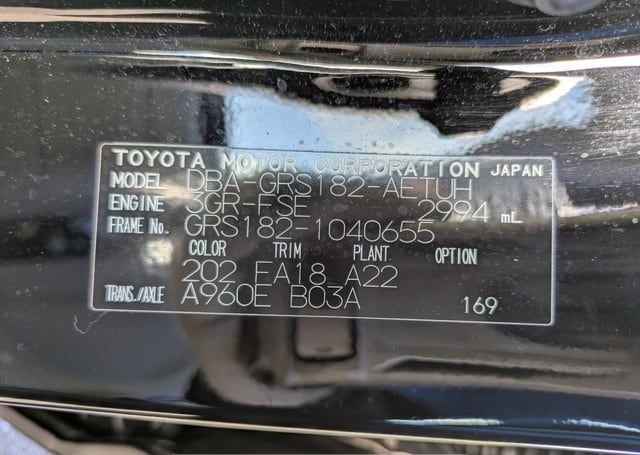 TOYOTA MOTOR CORPORATION JAPAN
MODEL DBA-GRS182-AETUH
ENGINE 3GR-FSE 2994 mL
FRAME No. GRS182-1040655
COLOR TRIM PLANT OPTION
202 FA18 A22
TRANS./AXLE A960E B03A 169